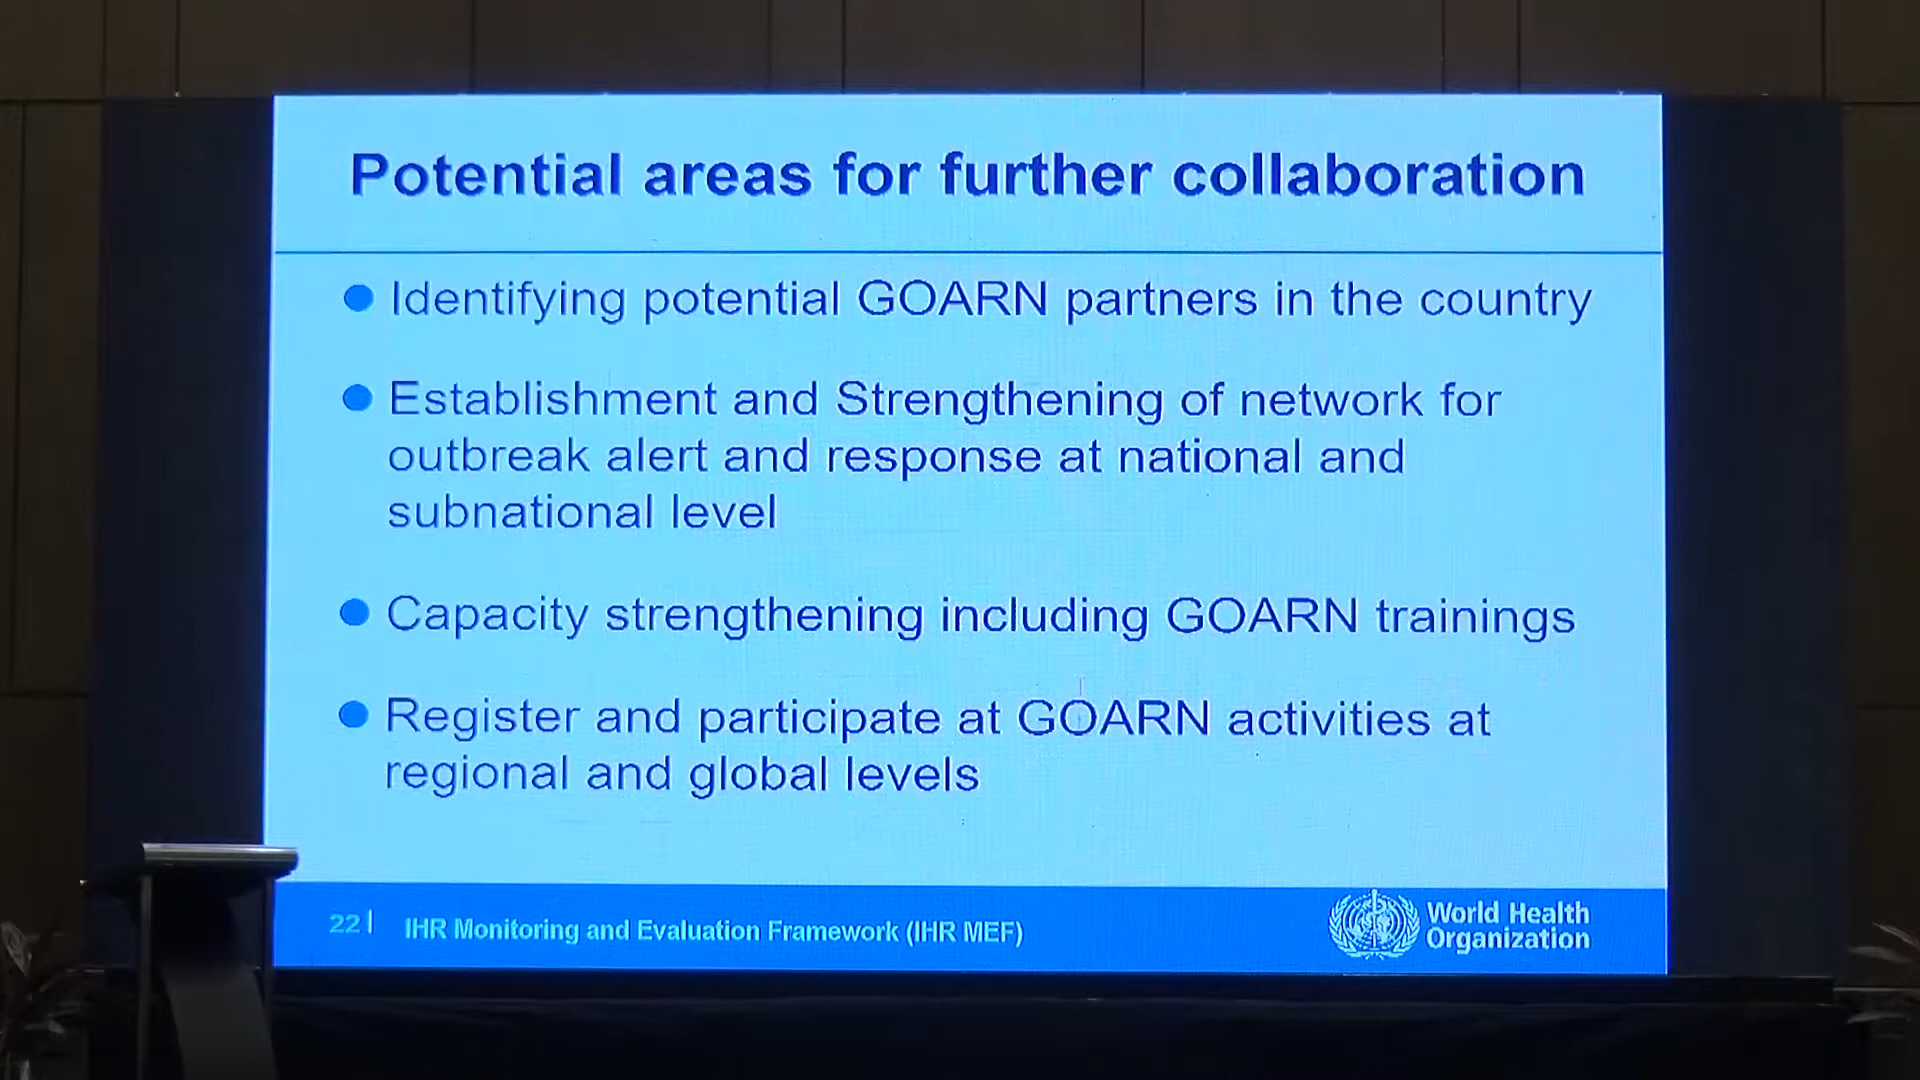 Potential areas for further collaboration
Identifying potential GOARN partners in the country
Establishment and Strengthening of network for
outbreak alert and response at national and
subnational level
Capacity strengthening including GOARN trainings
Register and participate at GOARN activities at
regional and global levels
22 | IHR Monitoring and Evaluation Framework (IHR MEF)
World Health
Organization